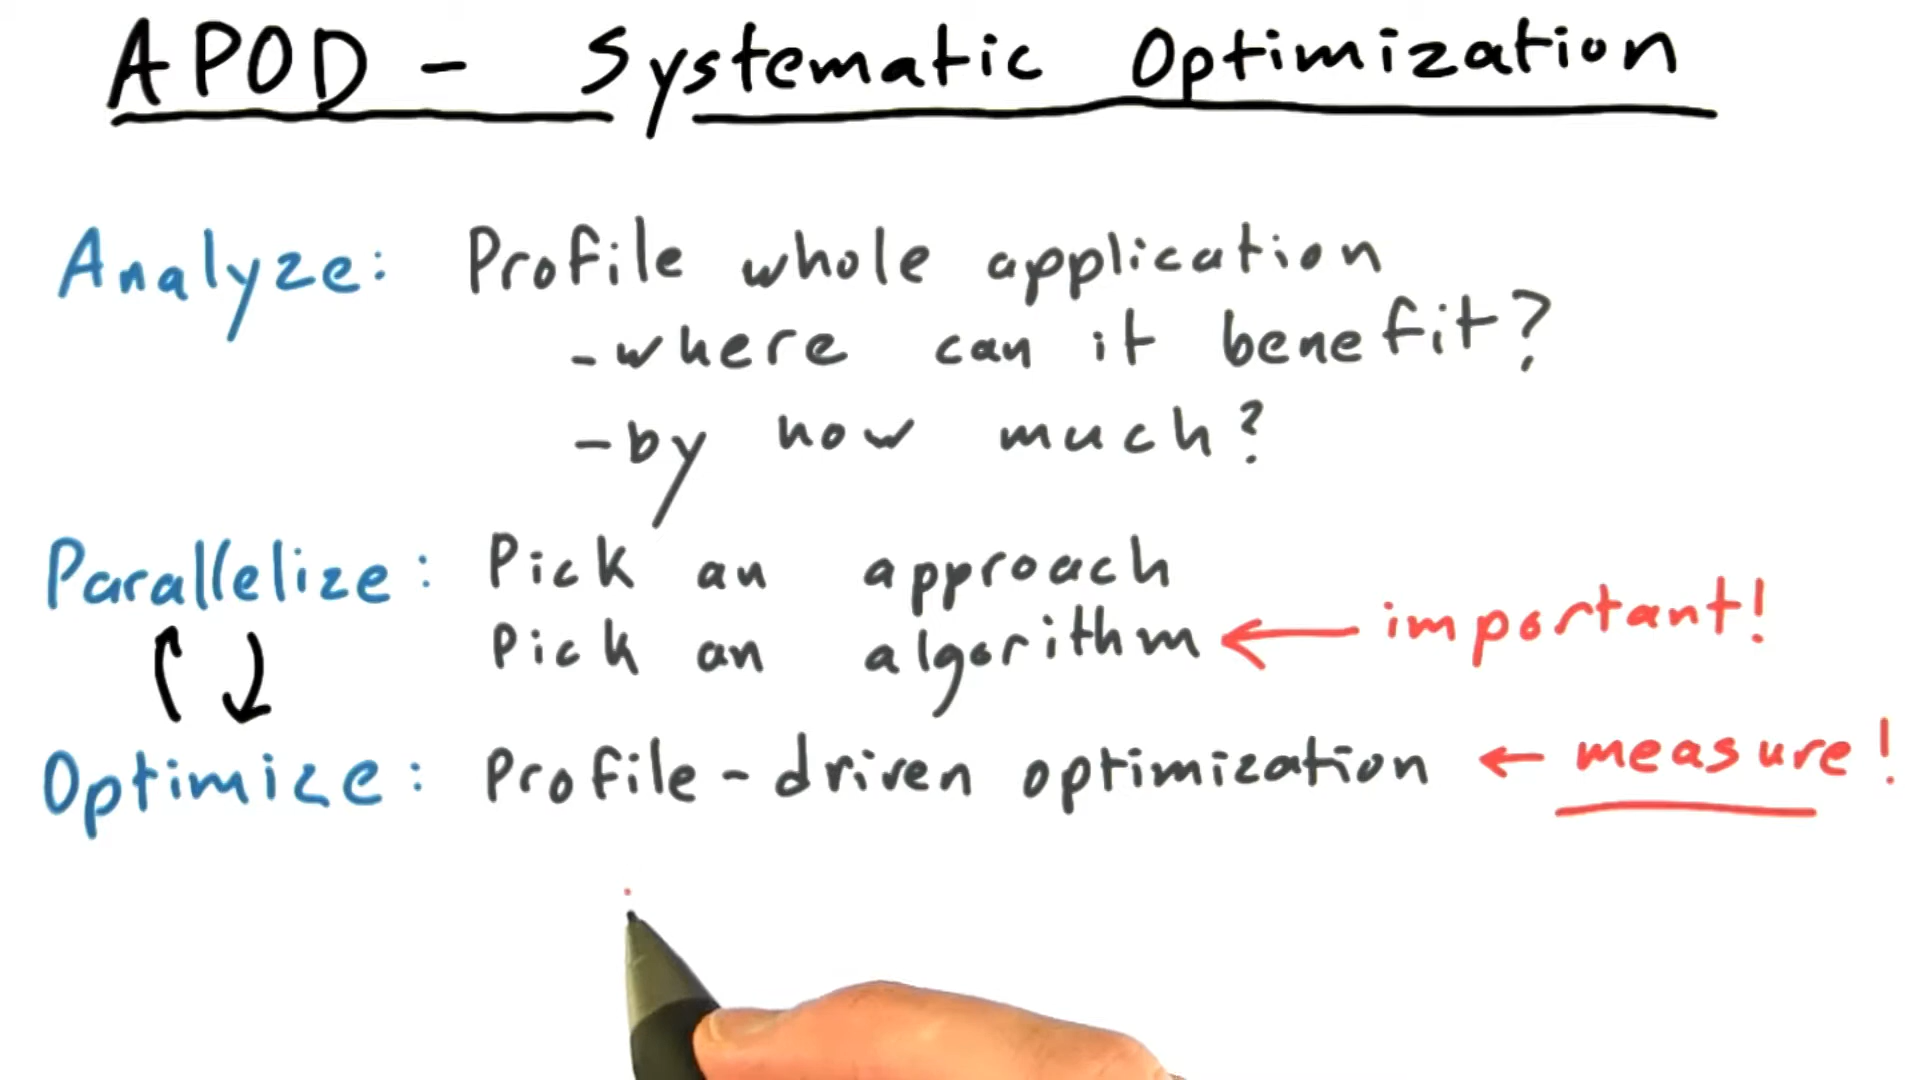 APOD - Systematic Optimization
Analyze: Profile whole application
- where can it benefit?
- by how much?
Parallelize: Pick an approach
Pick an algorithm ← important!
Optimize: Profile-driven optimization ← measure!